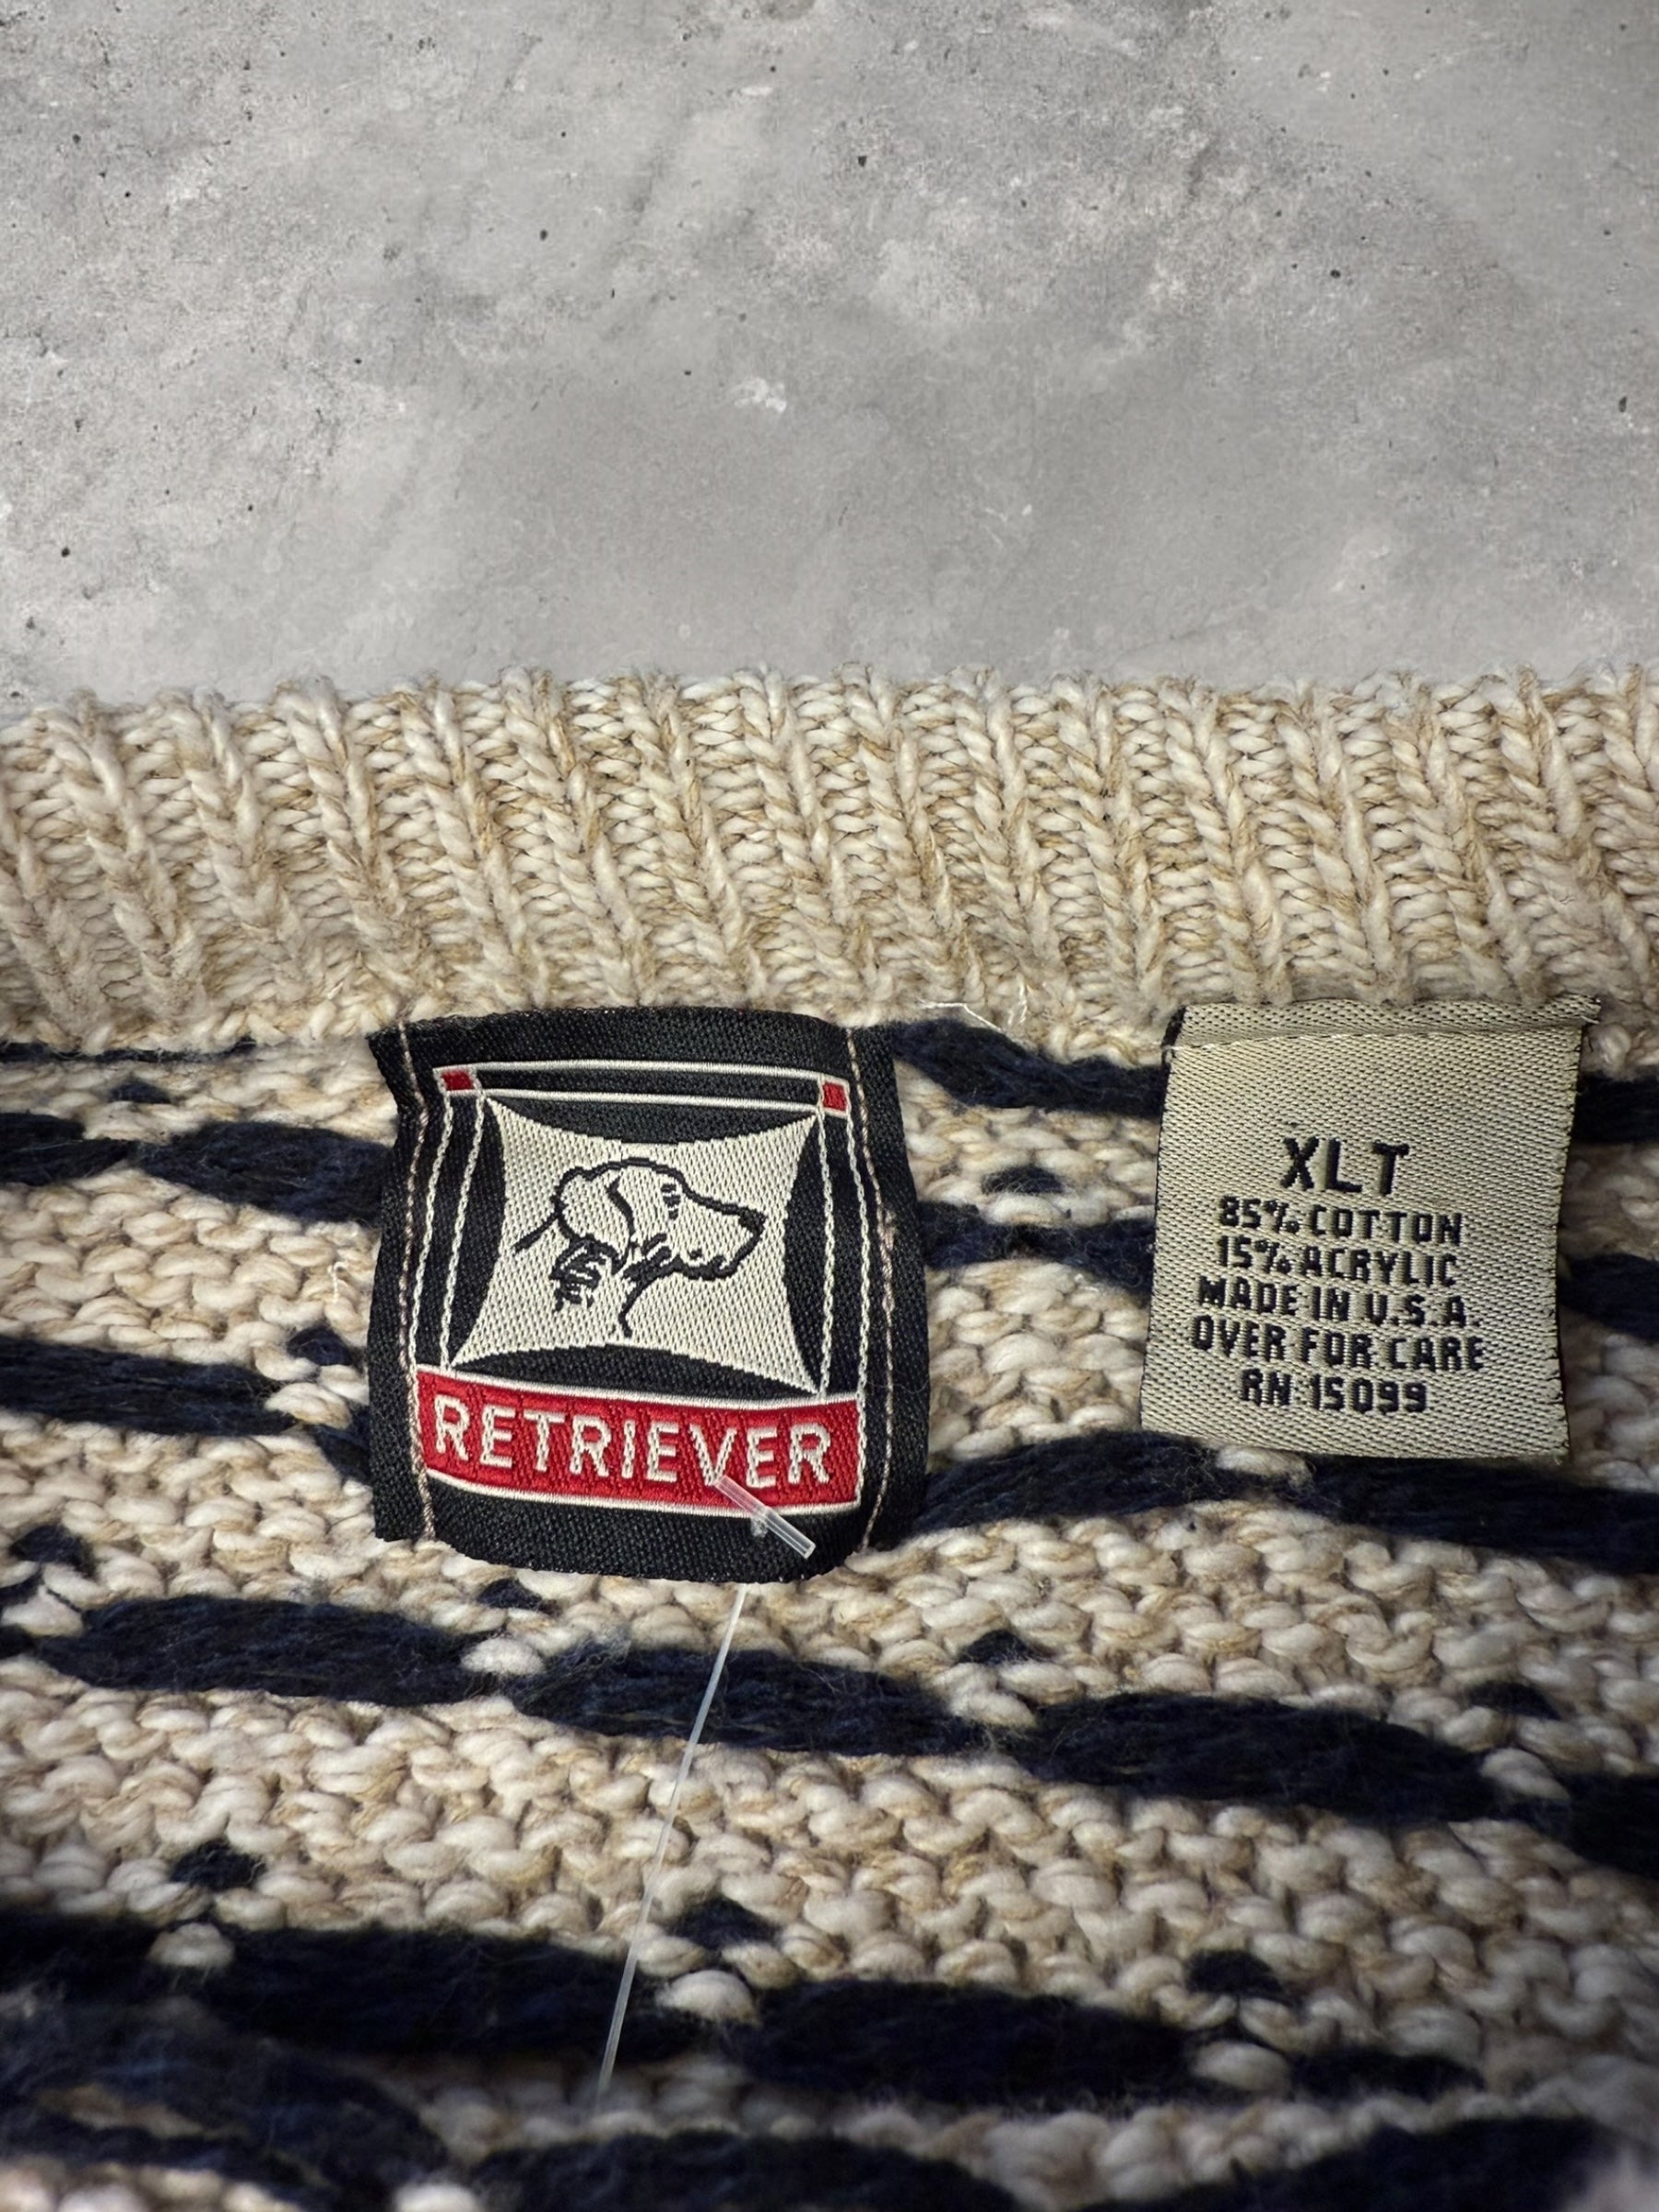 RETRIEVER
XLT
85% COTTON
15% ACRYLIC
MADE IN U.S.A.
OVER FOR CARE
RN 15099